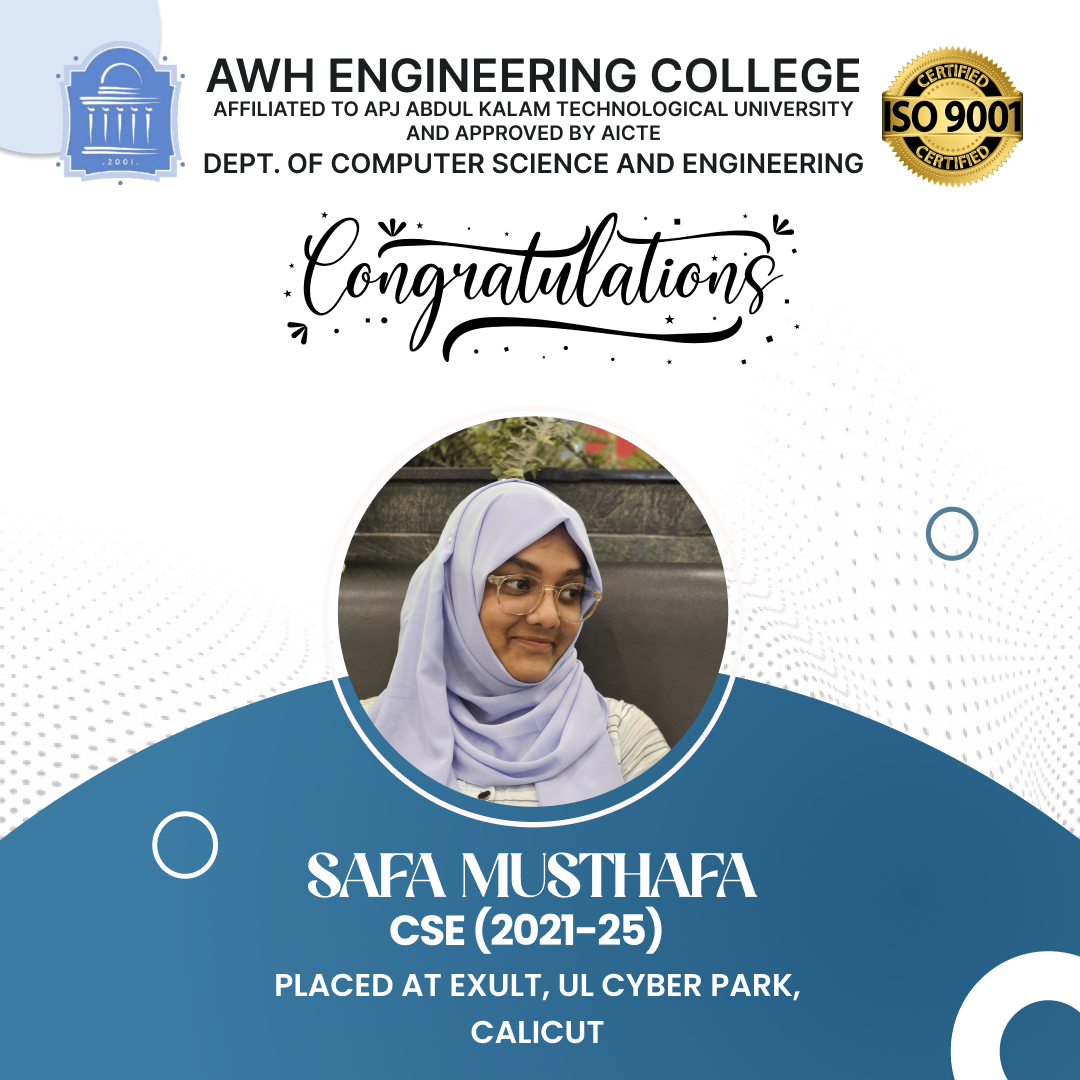 AWH ENGINEERING COLLEGE
AFFILIATED TO APJ ABDUL KALAM TECHNOLOGICAL UNIVERSITY
AND APPROVED BY AICTE
DEPT. OF COMPUTER SCIENCE AND ENGINEERING
.2001.
CERTIFIED
ISO 9001
CERTIFIED
Congratulations
SAFA MUSTHAFA
CSE (2021-25)
PLACED AT EXULT, UL CYBER PARK,
CALICUT